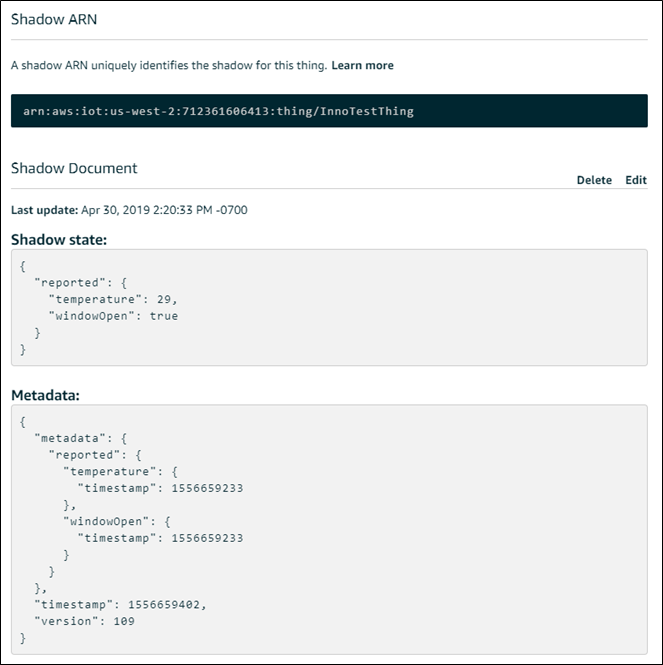 Shadow ARN
A shadow ARN uniquely identifies the shadow for this thing. Learn more
arn:aws:iot:us-west-2:712361606413:thing/InnoTestThing
Shadow Document
Delete Edit
Last update: Apr 30, 2019 2:20:33 PM -0700
Shadow state:
{
  "reported": {
    "temperature": 29,
    "windowOpen": true
  }
}
Metadata:
{
  "metadata": {
    "reported": {
      "temperature": {
        "timestamp": 1556659233
      },
      "windowOpen": {
        "timestamp": 1556659233
      }
    }
  },
  "timestamp": 1556659402,
  "version": 109
}